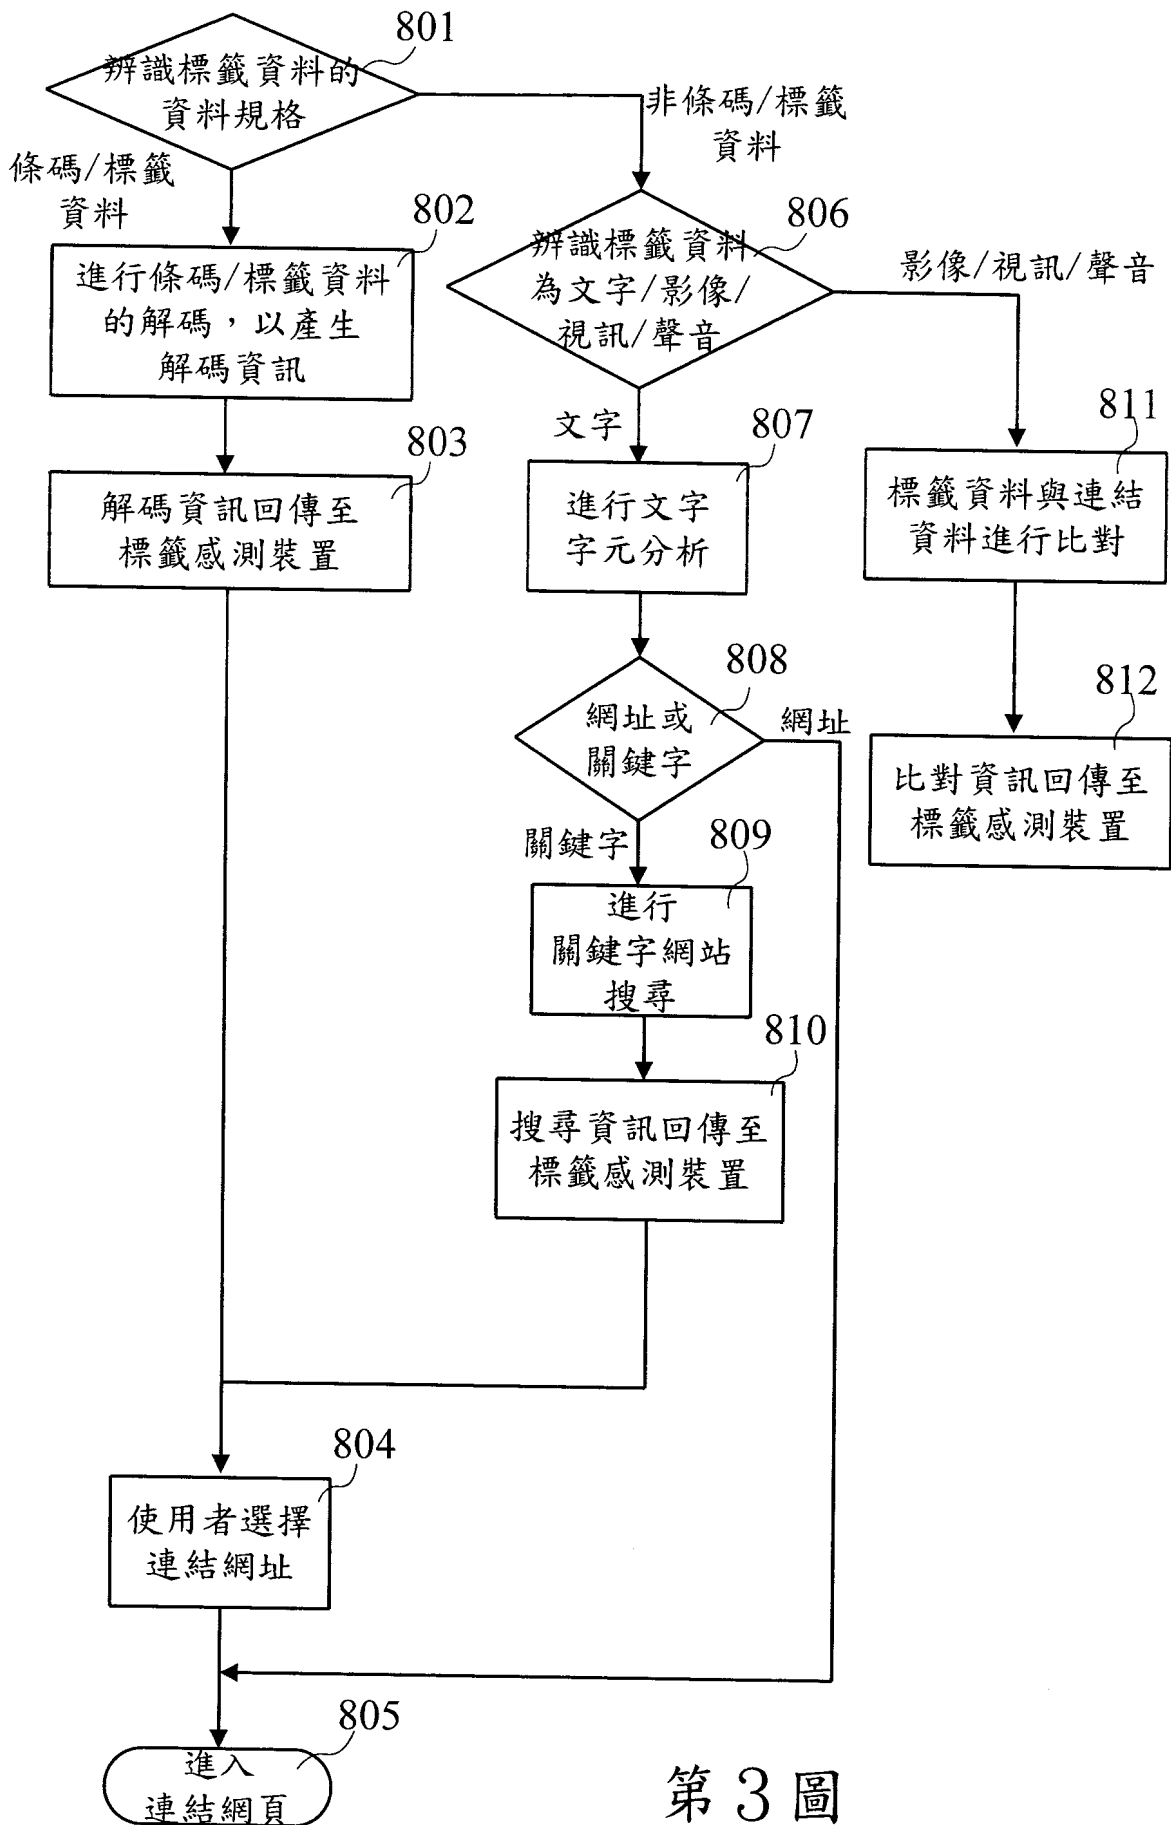 801
辨識標籤資料的
資料規格
非條碼/標籤
資料
條碼/標籤
資料
802
進行條碼/標籤資料
的解碼，以產生
解碼資訊
803
解碼資訊回傳至
標籤感測裝置
806
辨識標籤資料
為文字/影像/
視訊/聲音
影像/視訊/聲音
文字
807
進行文字
字元分析
811
標籤資料與連結
資料進行比對
808
網址或
關鍵字
網址
812
比對資訊回傳至
標籤感測裝置
關鍵字
809
進行
關鍵字網站
搜尋
810
搜尋資訊回傳至
標籤感測裝置
804
使用者選擇
連結網址
805
進入
連結網頁
第3圖